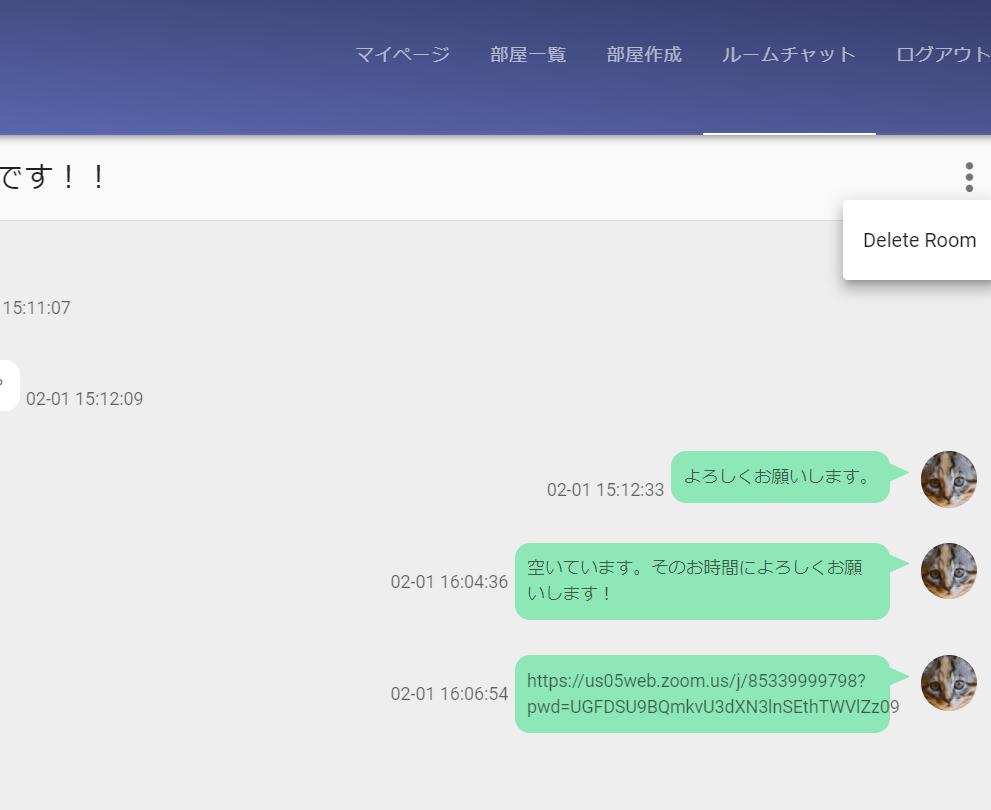 マイページ 部屋一覧 部屋作成 ルームチャット ログアウト
です！！
Delete Room
15:11:07
02-01 15:12:09
よろしくお願いします。
02-01 15:12:33
空いています。そのお時間によろしくお願
いします！
02-01 16:04:36
https://us05web.zoom.us/j/85339999798?
pwd=UGFDSU9BQmkvU3dXN3lnSEthTWVlZz09
02-01 16:06:54